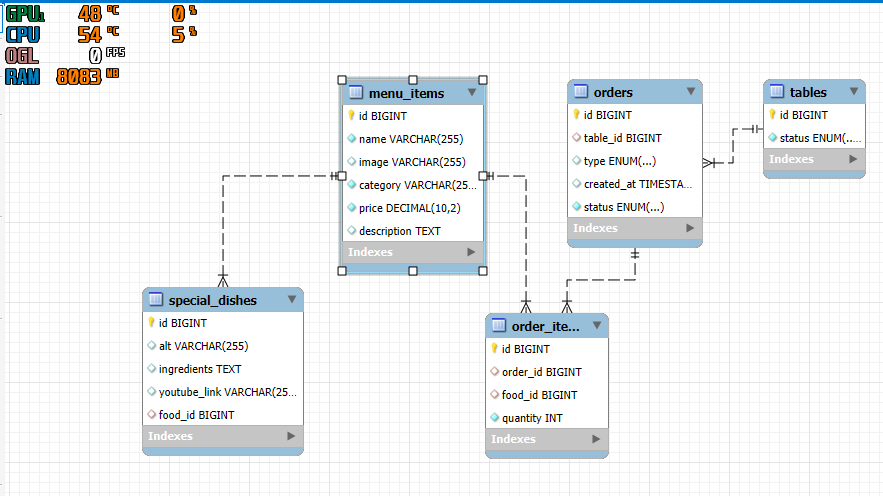 GPU1 48 °C 0 %
CPU 54 °C 5 %
OGL 0 FPS
RAM 8083 MB
menu_items
id BIGINT
name VARCHAR(255)
image VARCHAR(255)
category VARCHAR(25...
price DECIMAL(10,2)
description TEXT
Indexes
orders
id BIGINT
table_id BIGINT
type ENUM(...)
created_at TIMESTA...
status ENUM(...)
Indexes
tables
id BIGINT
status ENUM(.....
Indexes
special_dishes
id BIGINT
alt VARCHAR(255)
ingredients TEXT
youtube_link VARCHAR(25...
food_id BIGINT
Indexes
order_ite...
id BIGINT
order_id BIGINT
food_id BIGINT
quantity INT
Indexes